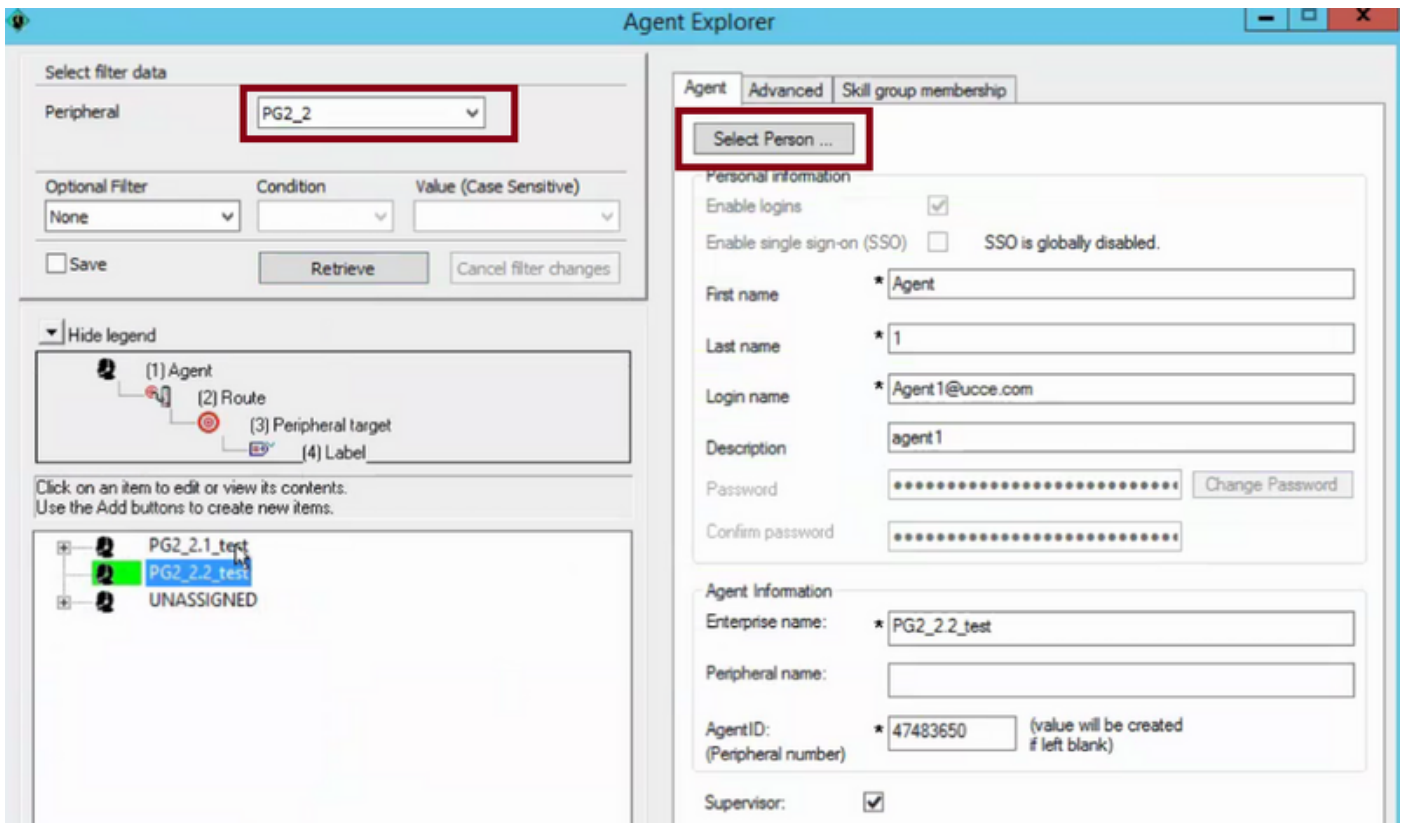 Agent Explorer
Select filter data
Peripheral
PG2_2
Optional Filter
Condition
Value (Case Sensitive)
None
Save
Retrieve
Cancel filter changes
Hide legend
(1) Agent
(2) Route
(3) Peripheral target
(4) Label
Click on an item to edit or view its contents.
Use the Add buttons to create new items.
PG2_2.1_test
PG2_2.2_test
UNASSIGNED
Agent
Advanced
Skill group membership
Select Person ...
Personal information
Enable logins
Enable single sign-on (SSO)
SSO is globally disabled.
First name
* Agent
Last name
* 1
Login name
* Agent1@ucce.com
Description
agent1
Password
Change Password
Confirm password
Agent Information
Enterprise name:
* PG2_2.2_test
Peripheral name:
AgentID:
(Peripheral number)
* 47483650
(value will be created
if left blank)
Supervisor: